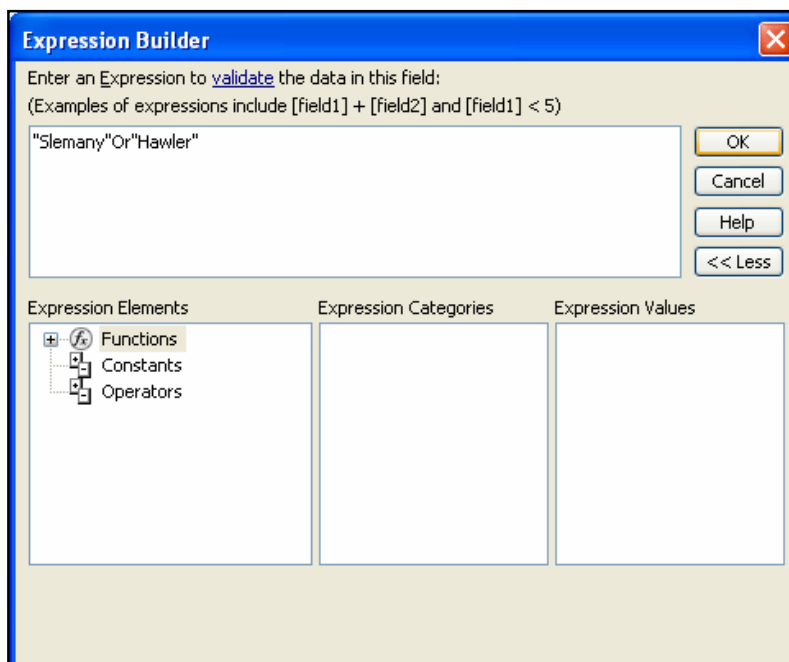 Expression Builder
Enter an Expression to validate the data in this field:
(Examples of expressions include [field1] + [field2] and [field1] < 5)
"Slemany"Or"Hawler"
OK
Cancel
Help
<< Less
Expression Elements
Functions
Constants
Operators
Expression Categories
Expression Values